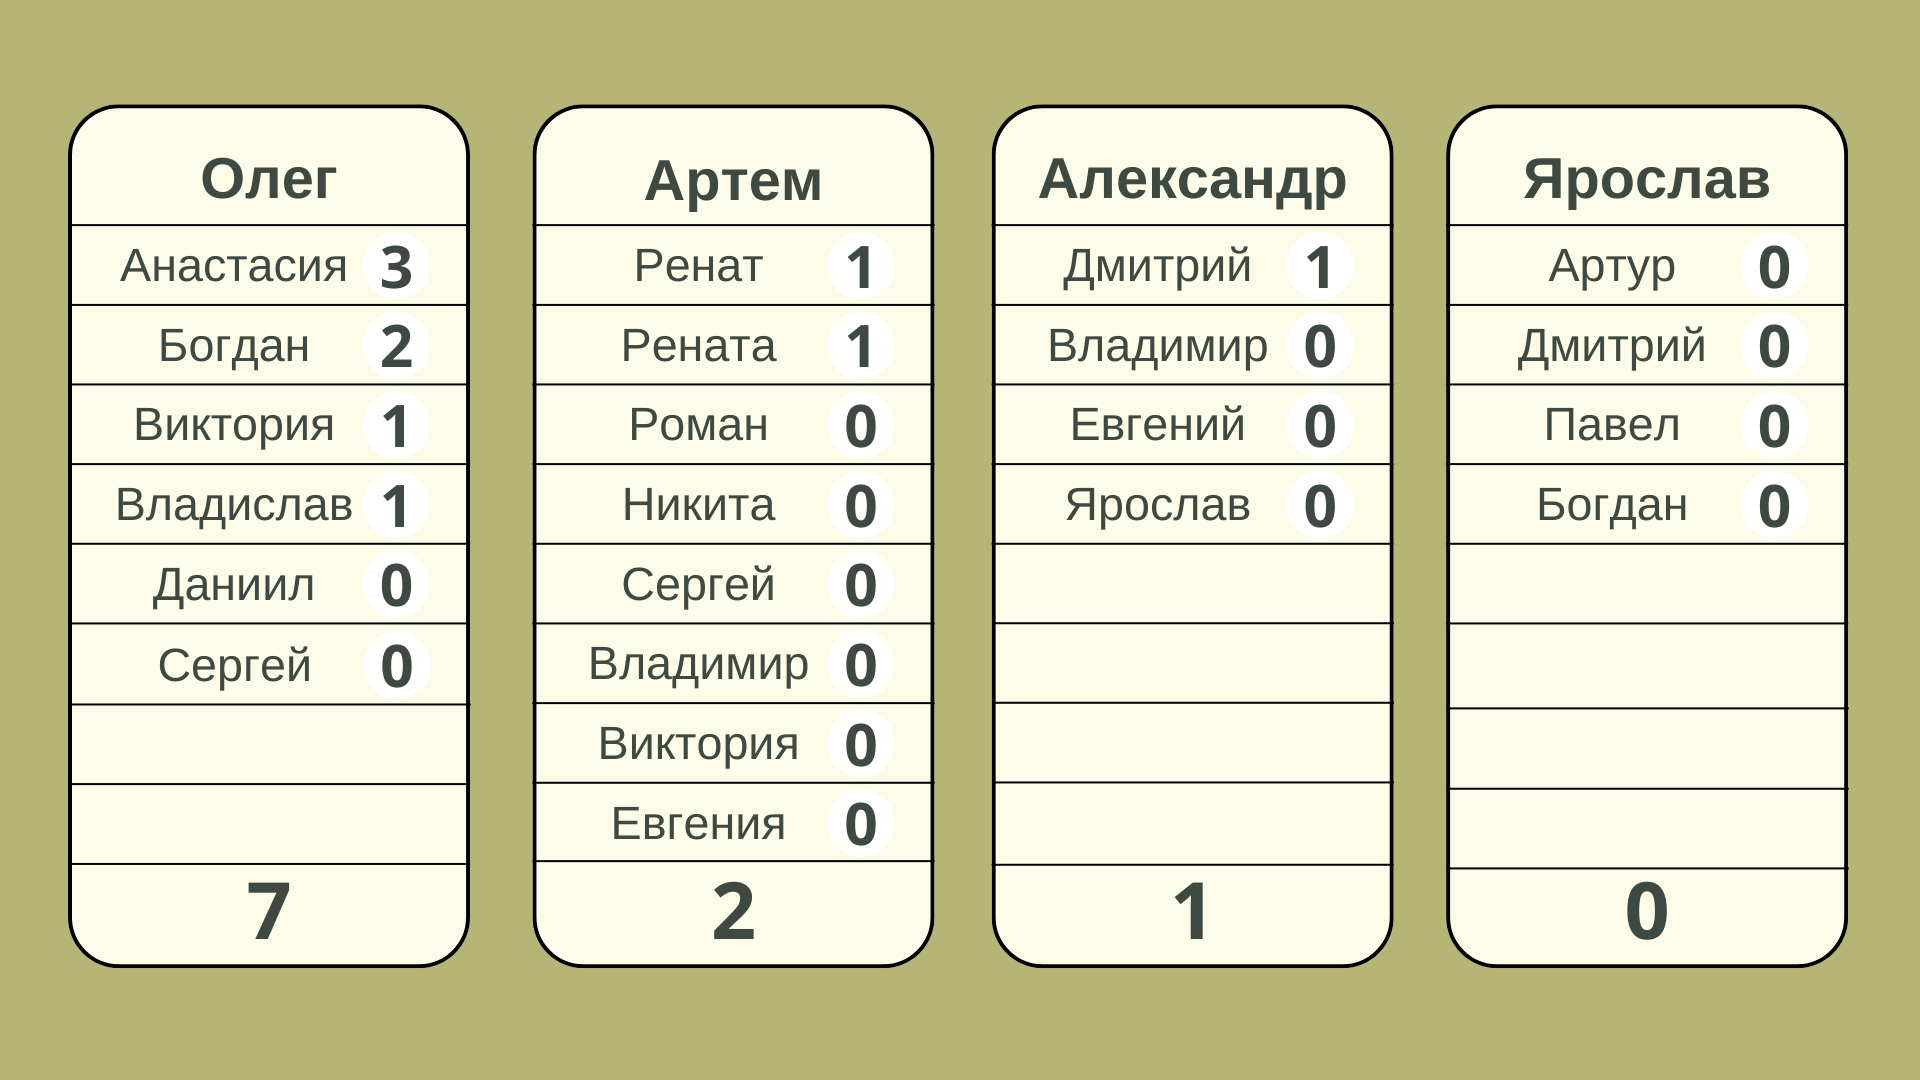 Олег
Анастасия 3
Богдан 2
Виктория 1
Владислав 1
Даниил 0
Сергей 0
7
Артем
Ренат 1
Рената 1
Роман 0
Никита 0
Сергей 0
Владимир 0
Виктория 0
Евгения 0
2
Александр
Дмитрий 1
Владимир 0
Евгений 0
Ярослав 0
1
Ярослав
Артур 0
Дмитрий 0
Павел 0
Богдан 0
0